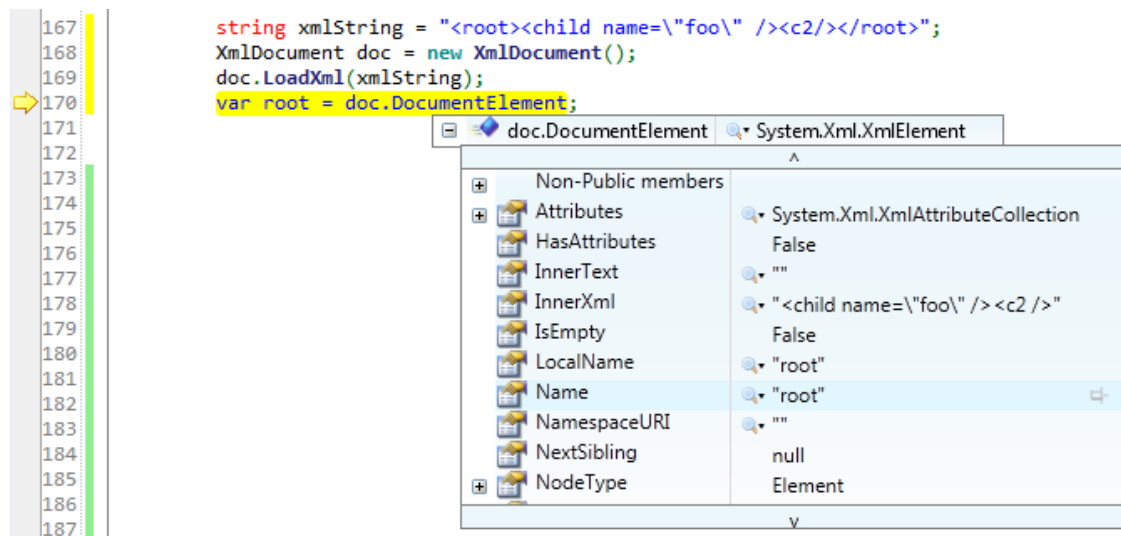 167 string xmlString = "<root><child name=\"foo\" /><c2/></root>";
168 XmlDocument doc = new XmlDocument();
169 doc.LoadXml(xmlString);
170 var root = doc.DocumentElement;
171 doc.DocumentElement System.Xml.XmlElement
172
173 Non-Public members
174 Attributes System.Xml.XmlAttributeCollection
175 HasAttributes False
176
177 InnerText ""
178 InnerXml "<child name=\"foo\" /><c2 />"
179 IsEmpty False
180 LocalName "root"
181
182 Name "root"
183 NamespaceURI ""
184 NextSibling null
185 NodeType Element
186
187